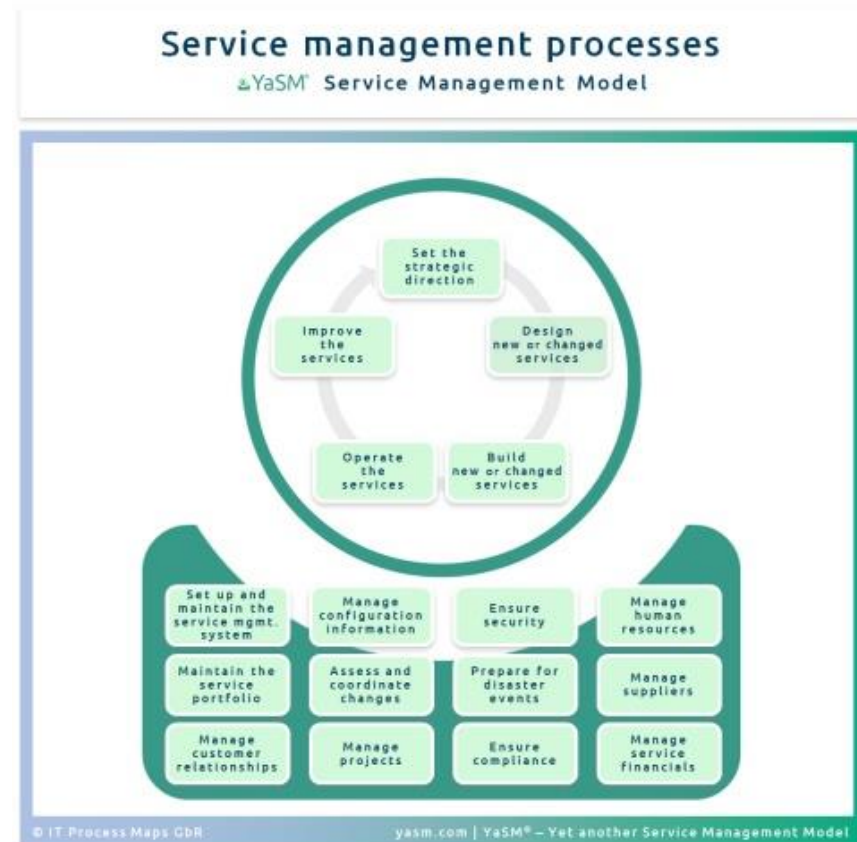 Service management processes
YaSM® Service Management Model
Set the
strategic
direction
Improve
the
services
Design
new or changed
services
Operate
the
services
Build
new or changed
services
Set up and
maintain the
service mgmt.
system
Manage
configuration
information
Ensure
security
Manage
human
resources
Maintain the
service
portfolio
Assess and
coordinate
changes
Prepare for
disaster
events
Manage
suppliers
Manage
customer
relationships
Manage
projects
Ensure
compliance
Manage
service
financials
© IT Process Maps GbR
yasm.com | YaSM® – Yet another Service Management Model